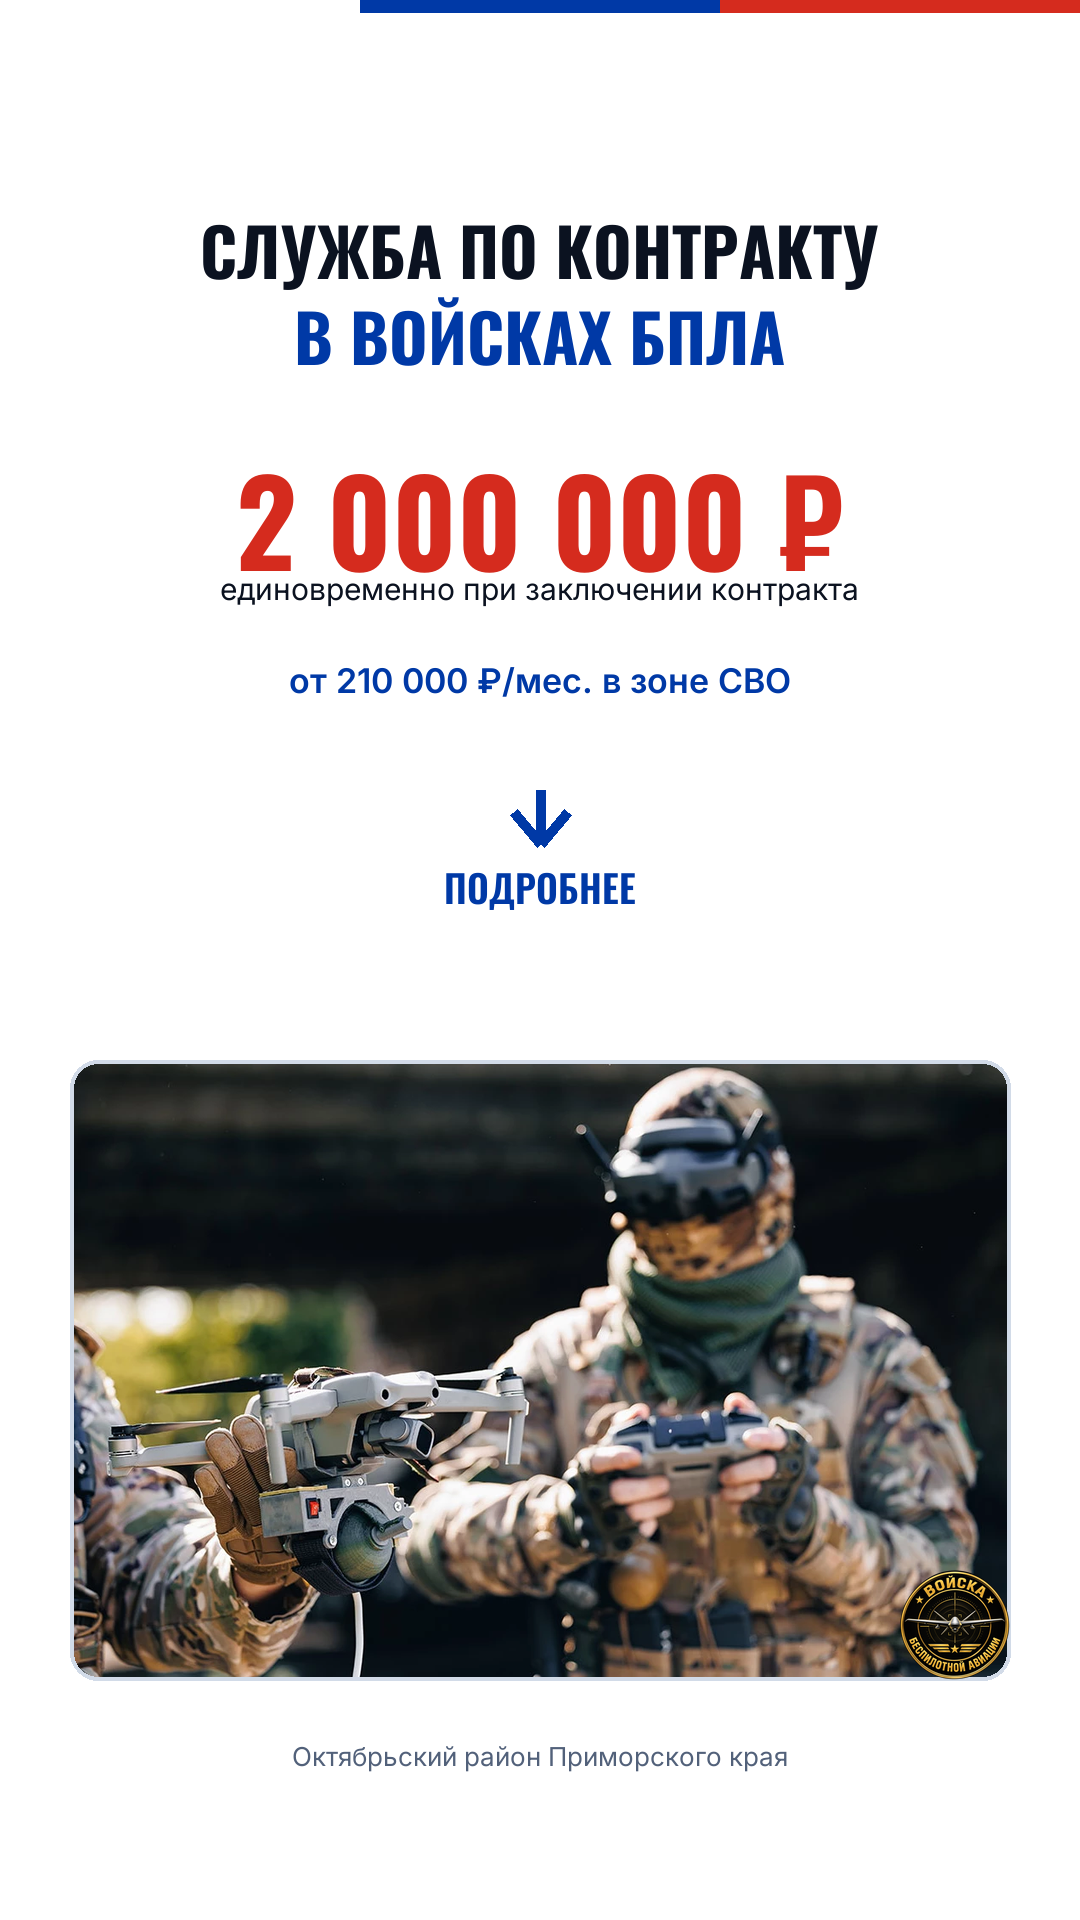 СЛУЖБА ПО КОНТРАКТУ
В ВОЙСКАХ БПЛА
2 000 000 ₽
единовременно при заключении контракта
от 210 000 ₽/мес. в зоне СВО
ПОДРОБНЕЕ
ВОЙСКА
БЕСПИЛОТНОЙ АВИАЦИИ
Октябрьский район Приморского края